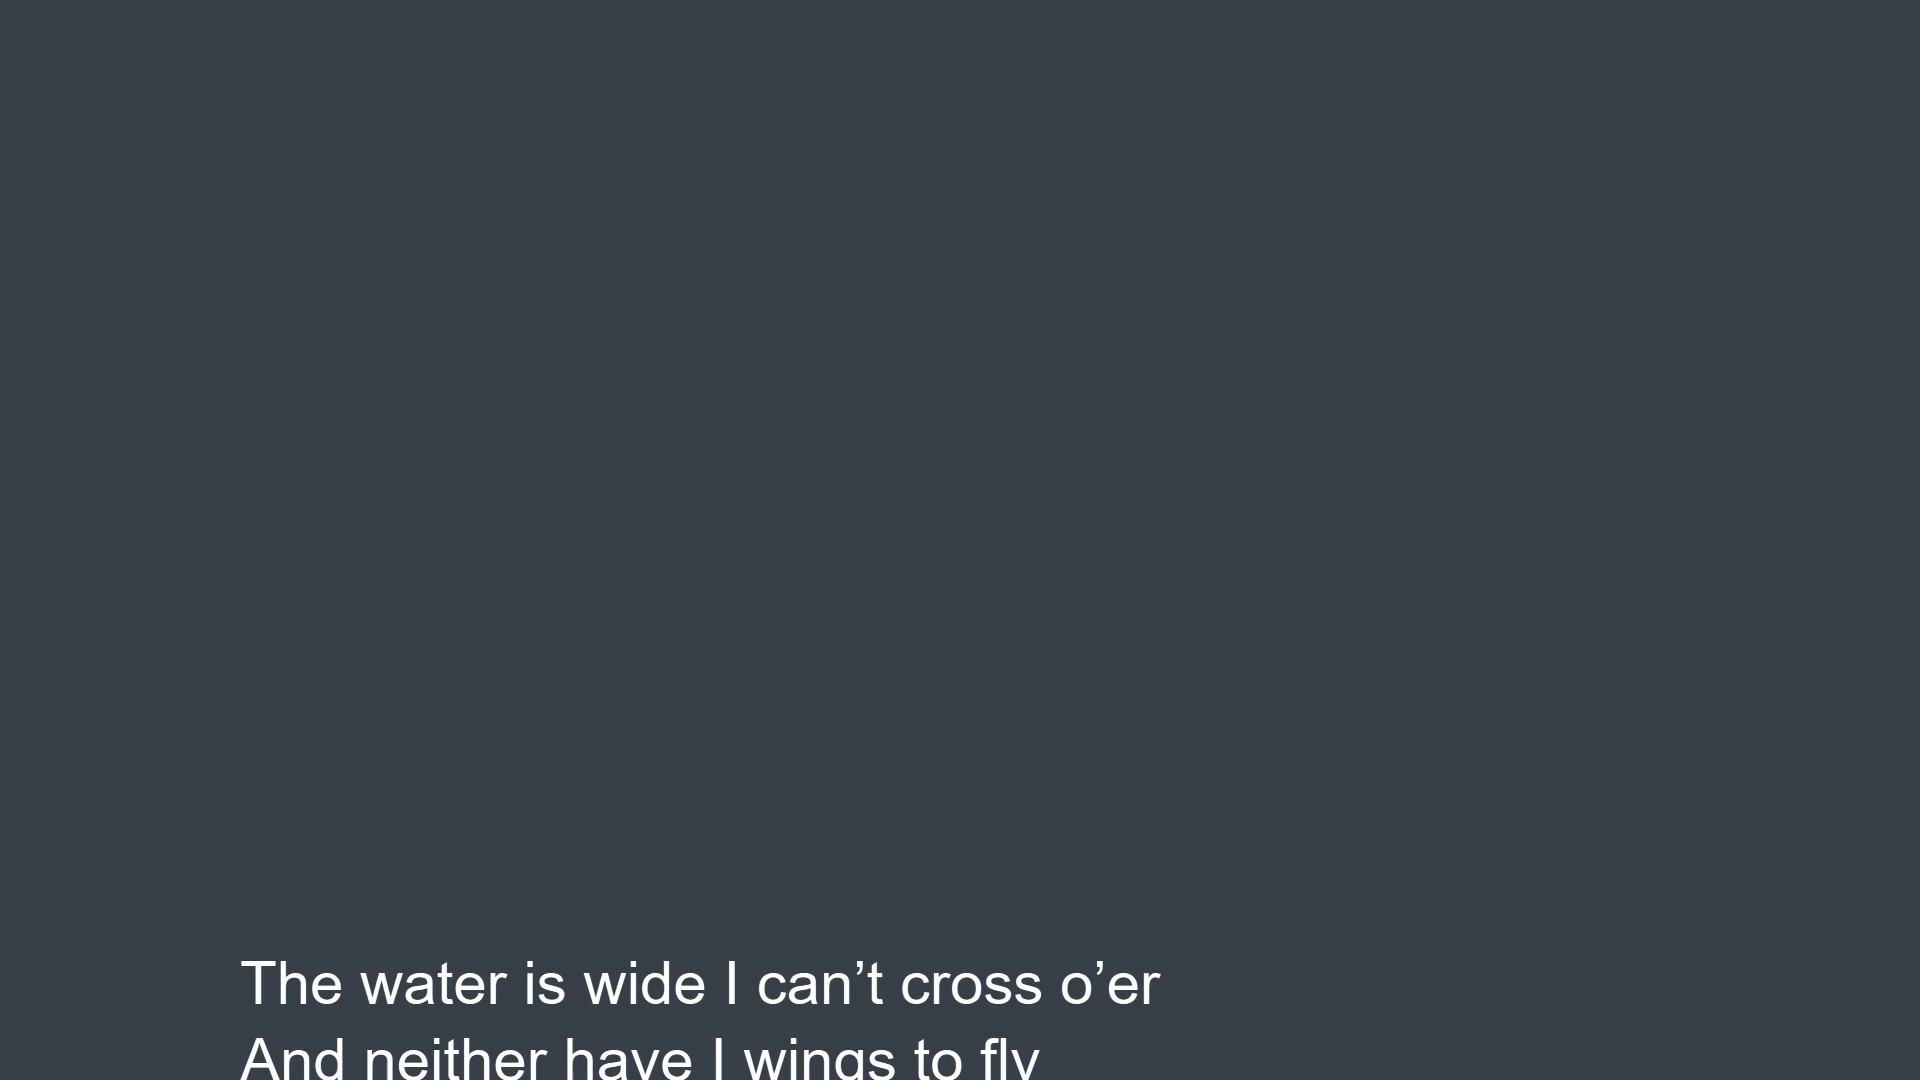 The water is wide I can’t cross o’er
And neither have I wings to fly